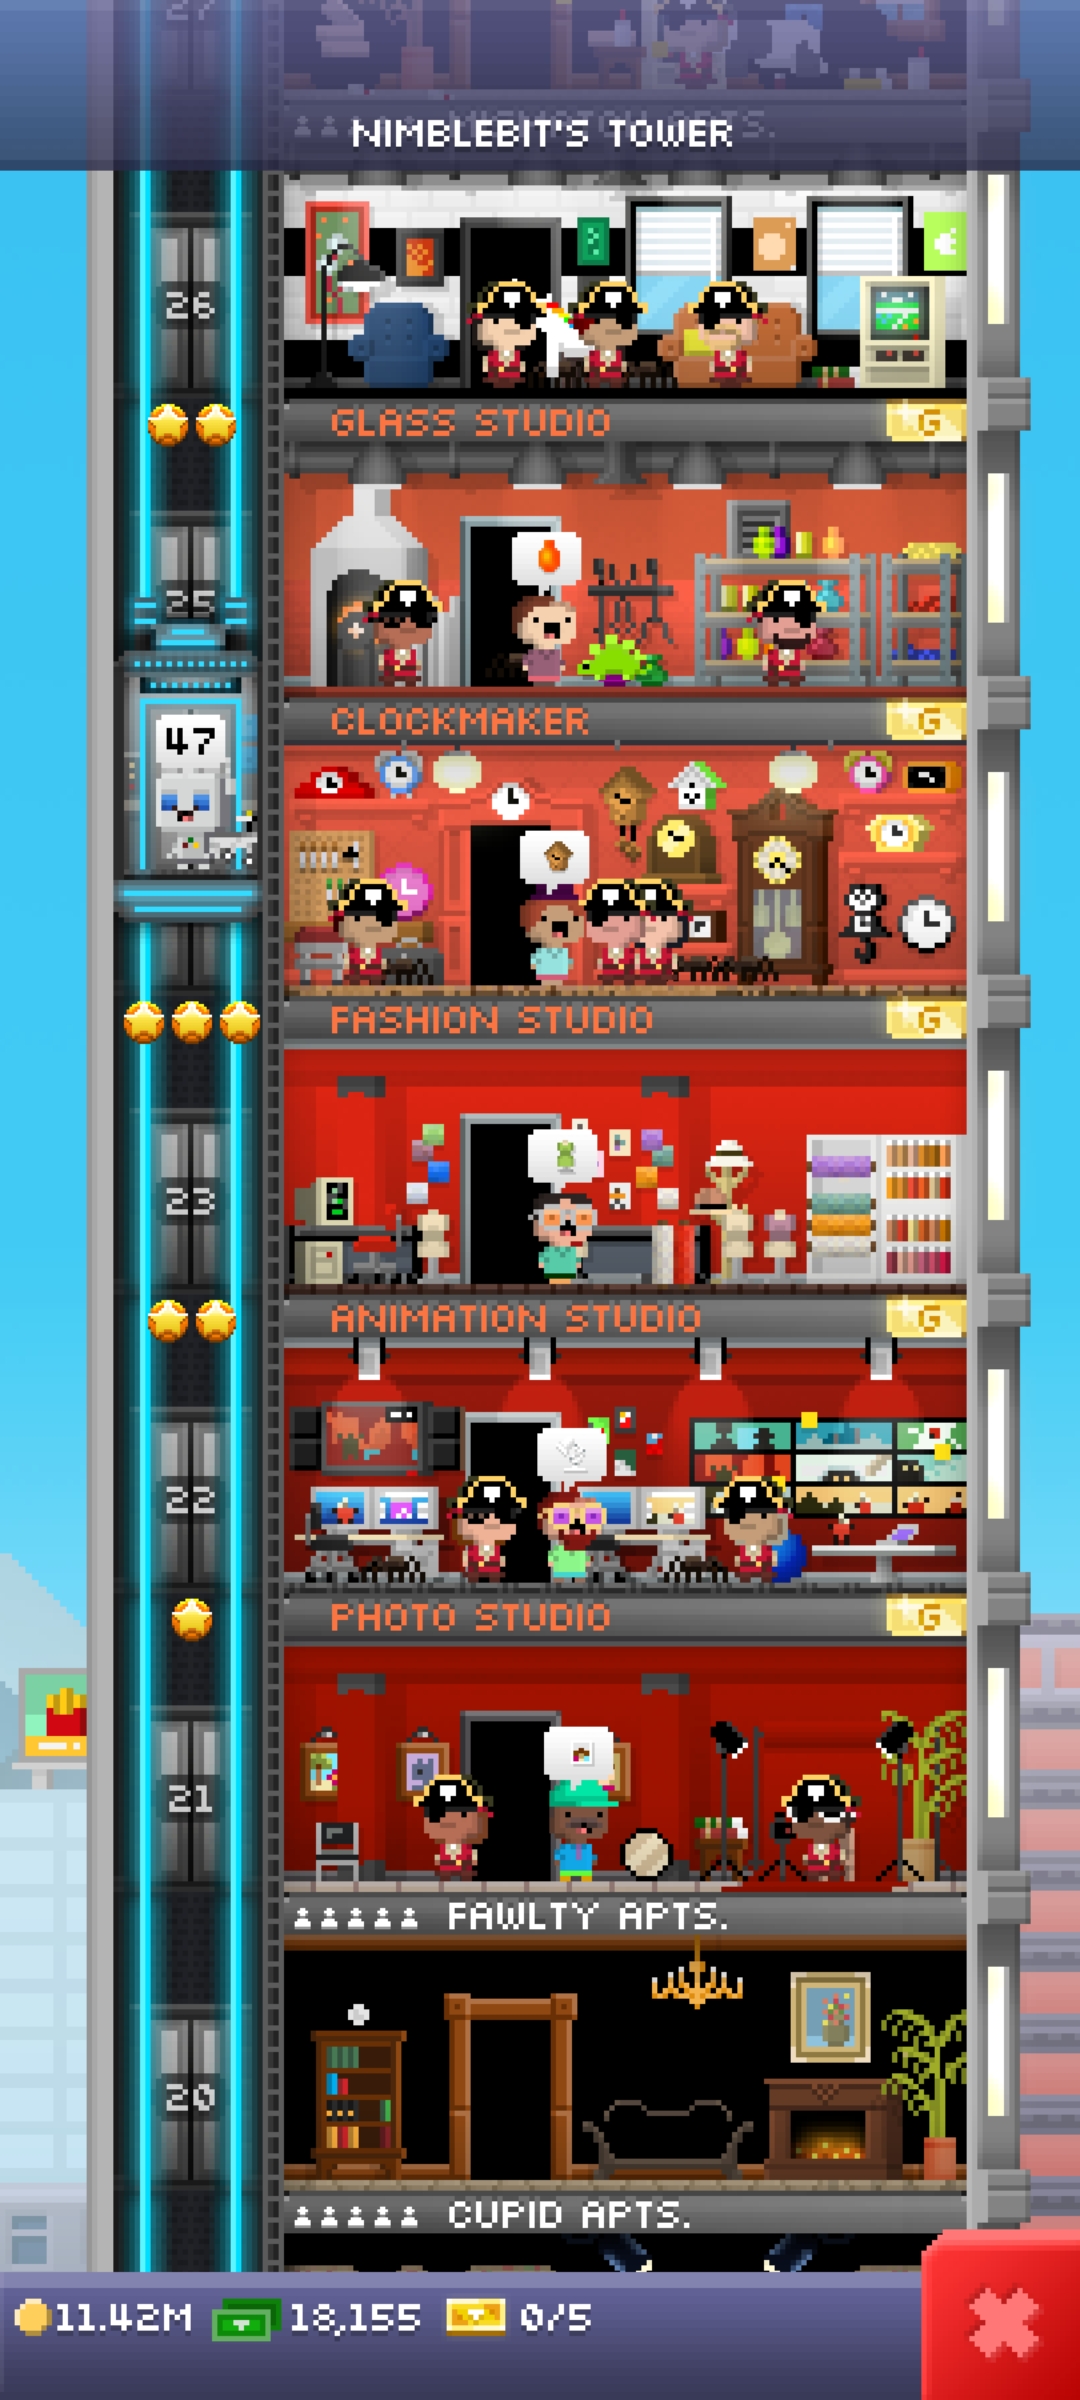 27
NIMBLEBIT'S TOWER
26
GLASS STUDIO G
25
CLOCKMAKER G
47
FASHION STUDIO G
23
ANIMATION STUDIO G
22
PHOTO STUDIO G
21
FAWLTY APTS.
20
CUPID APTS.
11.42M 18,155 0/5